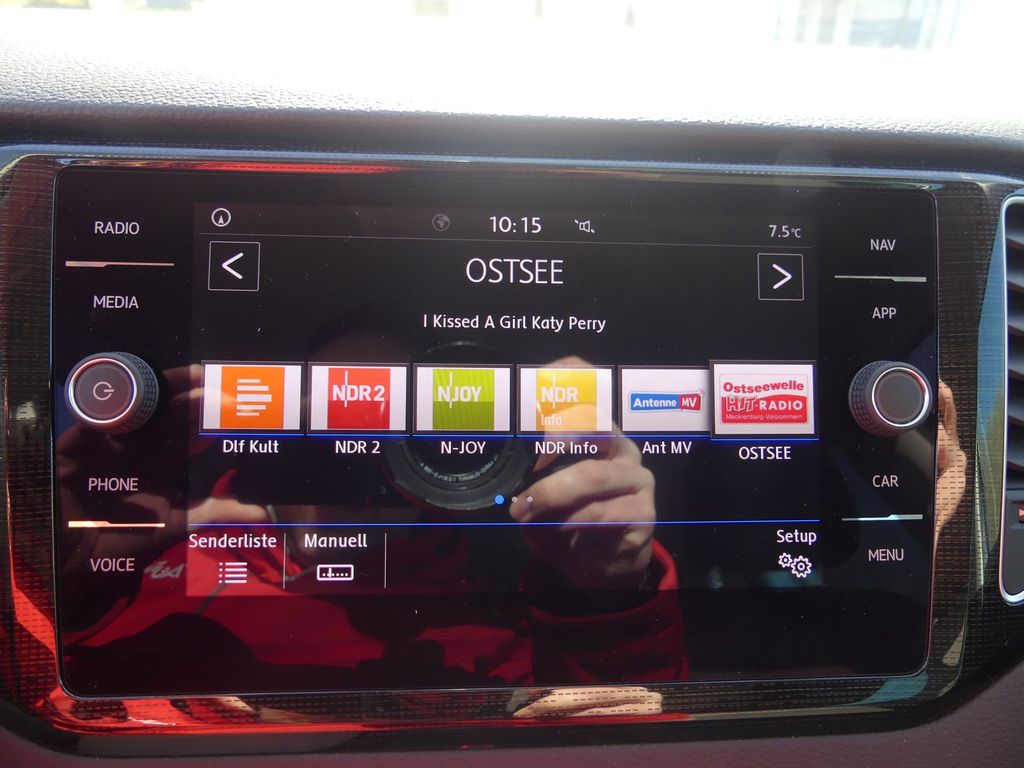 RADIO
MEDIA
PHONE
VOICE
10:15
7.5°C
<
OSTSEE
>
I Kissed A Girl Katy Perry
NDR 2
N-JOY
NDR
Info
Antenne MV
Ostseewelle
HIT-RADIO
Mecklenburg-Vorpommern
Dlf Kult
NDR 2
N-JOY
NDR Info
Ant MV
OSTSEE
Senderliste
Manuell
Setup
NAV
APP
CAR
MENU